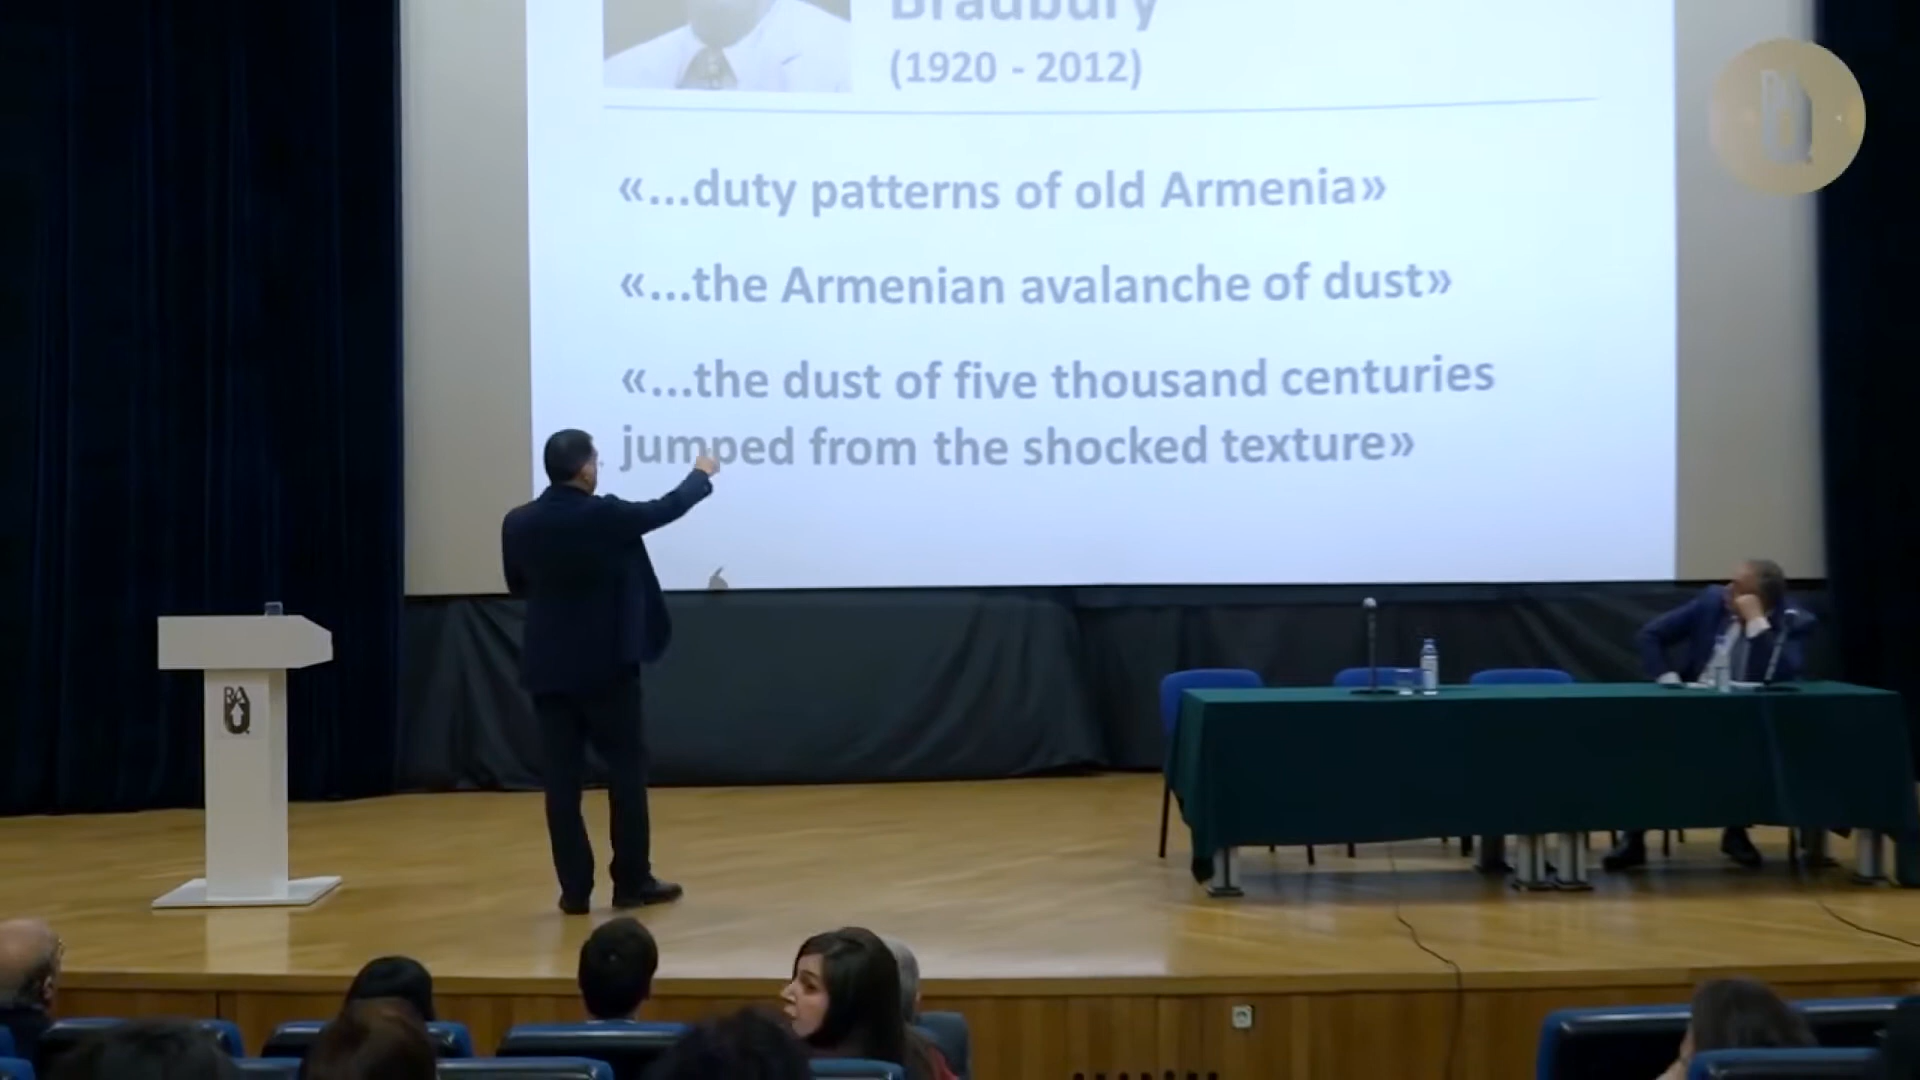 Bradbury
(1920 - 2012)
«...duty patterns of old Armenia»
«...the Armenian avalanche of dust»
«...the dust of five thousand centuries
jumped from the shocked texture»